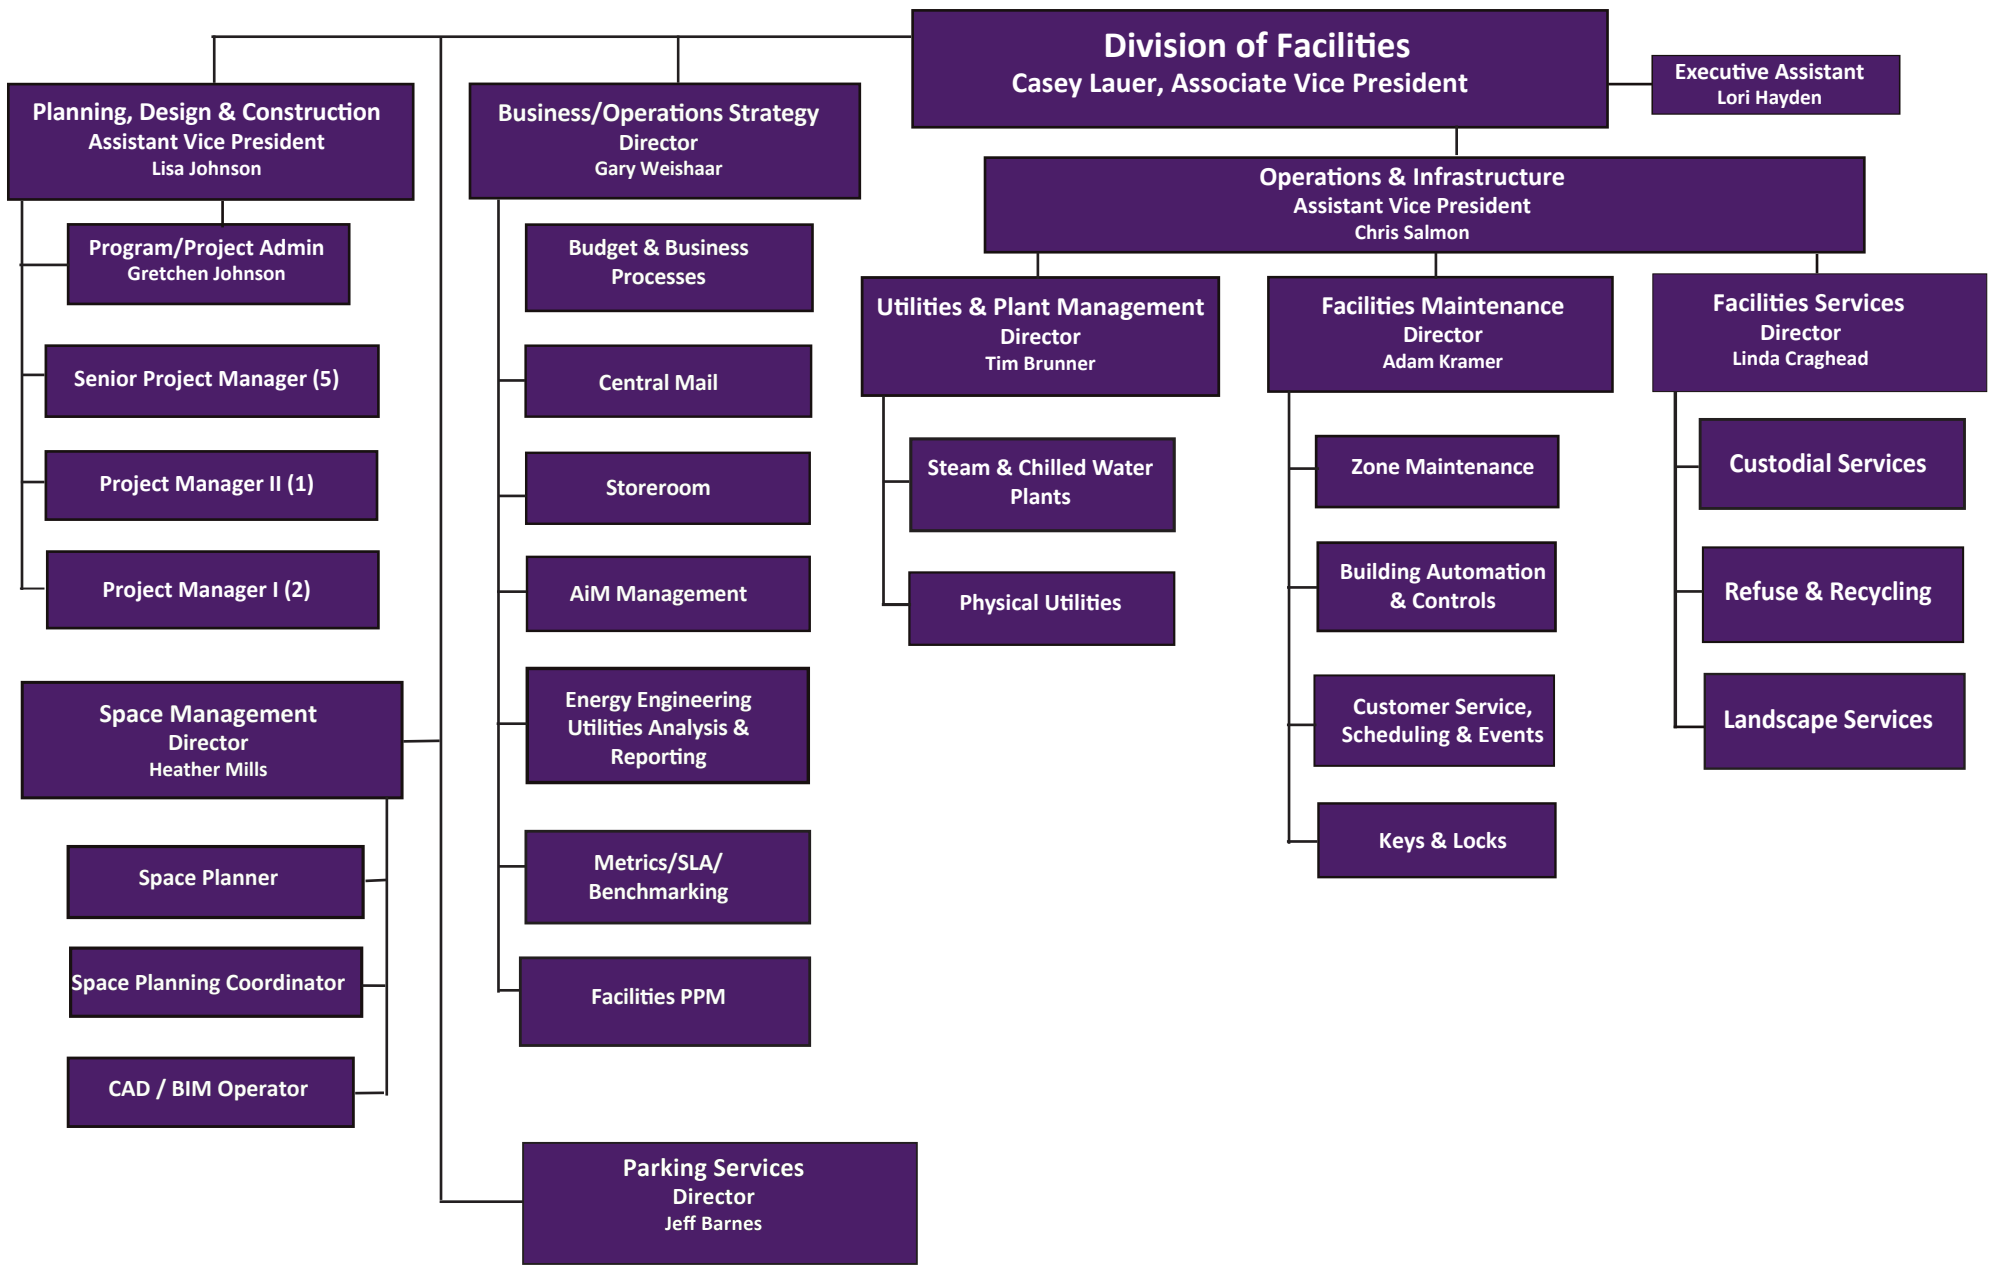 Division of Facilities
Casey Lauer, Associate Vice President
Executive Assistant
Lori Hayden
Planning, Design & Construction
Assistant Vice President
Lisa Johnson
Program/Project Admin
Gretchen Johnson
Senior Project Manager (5)
Project Manager II (1)
Project Manager I (2)
Space Management
Director
Heather Mills
Space Planner
Space Planning Coordinator
CAD / BIM Operator
Business/Operations Strategy
Director
Gary Weishaar
Budget & Business
Processes
Central Mail
Storeroom
AiM Management
Energy Engineering
Utilities Analysis &
Reporting
Metrics/SLA/
Benchmarking
Facilities PPM
Parking Services
Director
Jeff Barnes
Operations & Infrastructure
Assistant Vice President
Chris Salmon
Utilities & Plant Management
Director
Tim Brunner
Steam & Chilled Water
Plants
Physical Utilities
Facilities Maintenance
Director
Adam Kramer
Zone Maintenance
Building Automation
& Controls
Customer Service,
Scheduling & Events
Keys & Locks
Facilities Services
Director
Linda Craghead
Custodial Services
Refuse & Recycling
Landscape Services